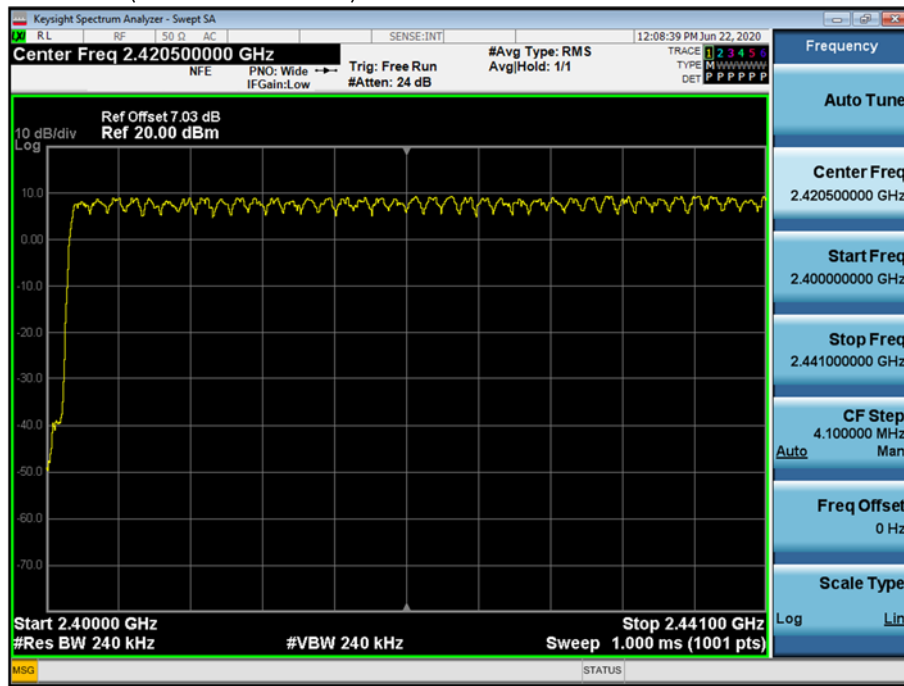 Keysight Spectrum Analyzer - Swept SA
LXI RL RF 50 Ω AC SENSE:INT 12:08:39 PM Jun 22, 2020
Center Freq 2.420500000 GHz
NFE PNO: Wide IFGain:Low
Trig: Free Run #Atten: 24 dB
#Avg Type: RMS Avg|Hold: 1/1
TRACE 1 2 3 4 5 6
TYPE M W W W W W
DET P P P P P P
Ref Offset 7.03 dB
10 dB/div Ref 20.00 dBm
Log
10.0
0.00
-10.0
-20.0
-30.0
-40.0
-50.0
-60.0
-70.0
Start 2.40000 GHz Stop 2.44100 GHz
#Res BW 240 kHz #VBW 240 kHz Sweep 1.000 ms (1001 pts)
MSG STATUS
Frequency
Auto Tune
Center Freq
2.420500000 GHz
Start Freq
2.400000000 GHz
Stop Freq
2.441000000 GHz
CF Step
4.100000 MHz
Auto Man
Freq Offset
0 Hz
Scale Type
Log Lin